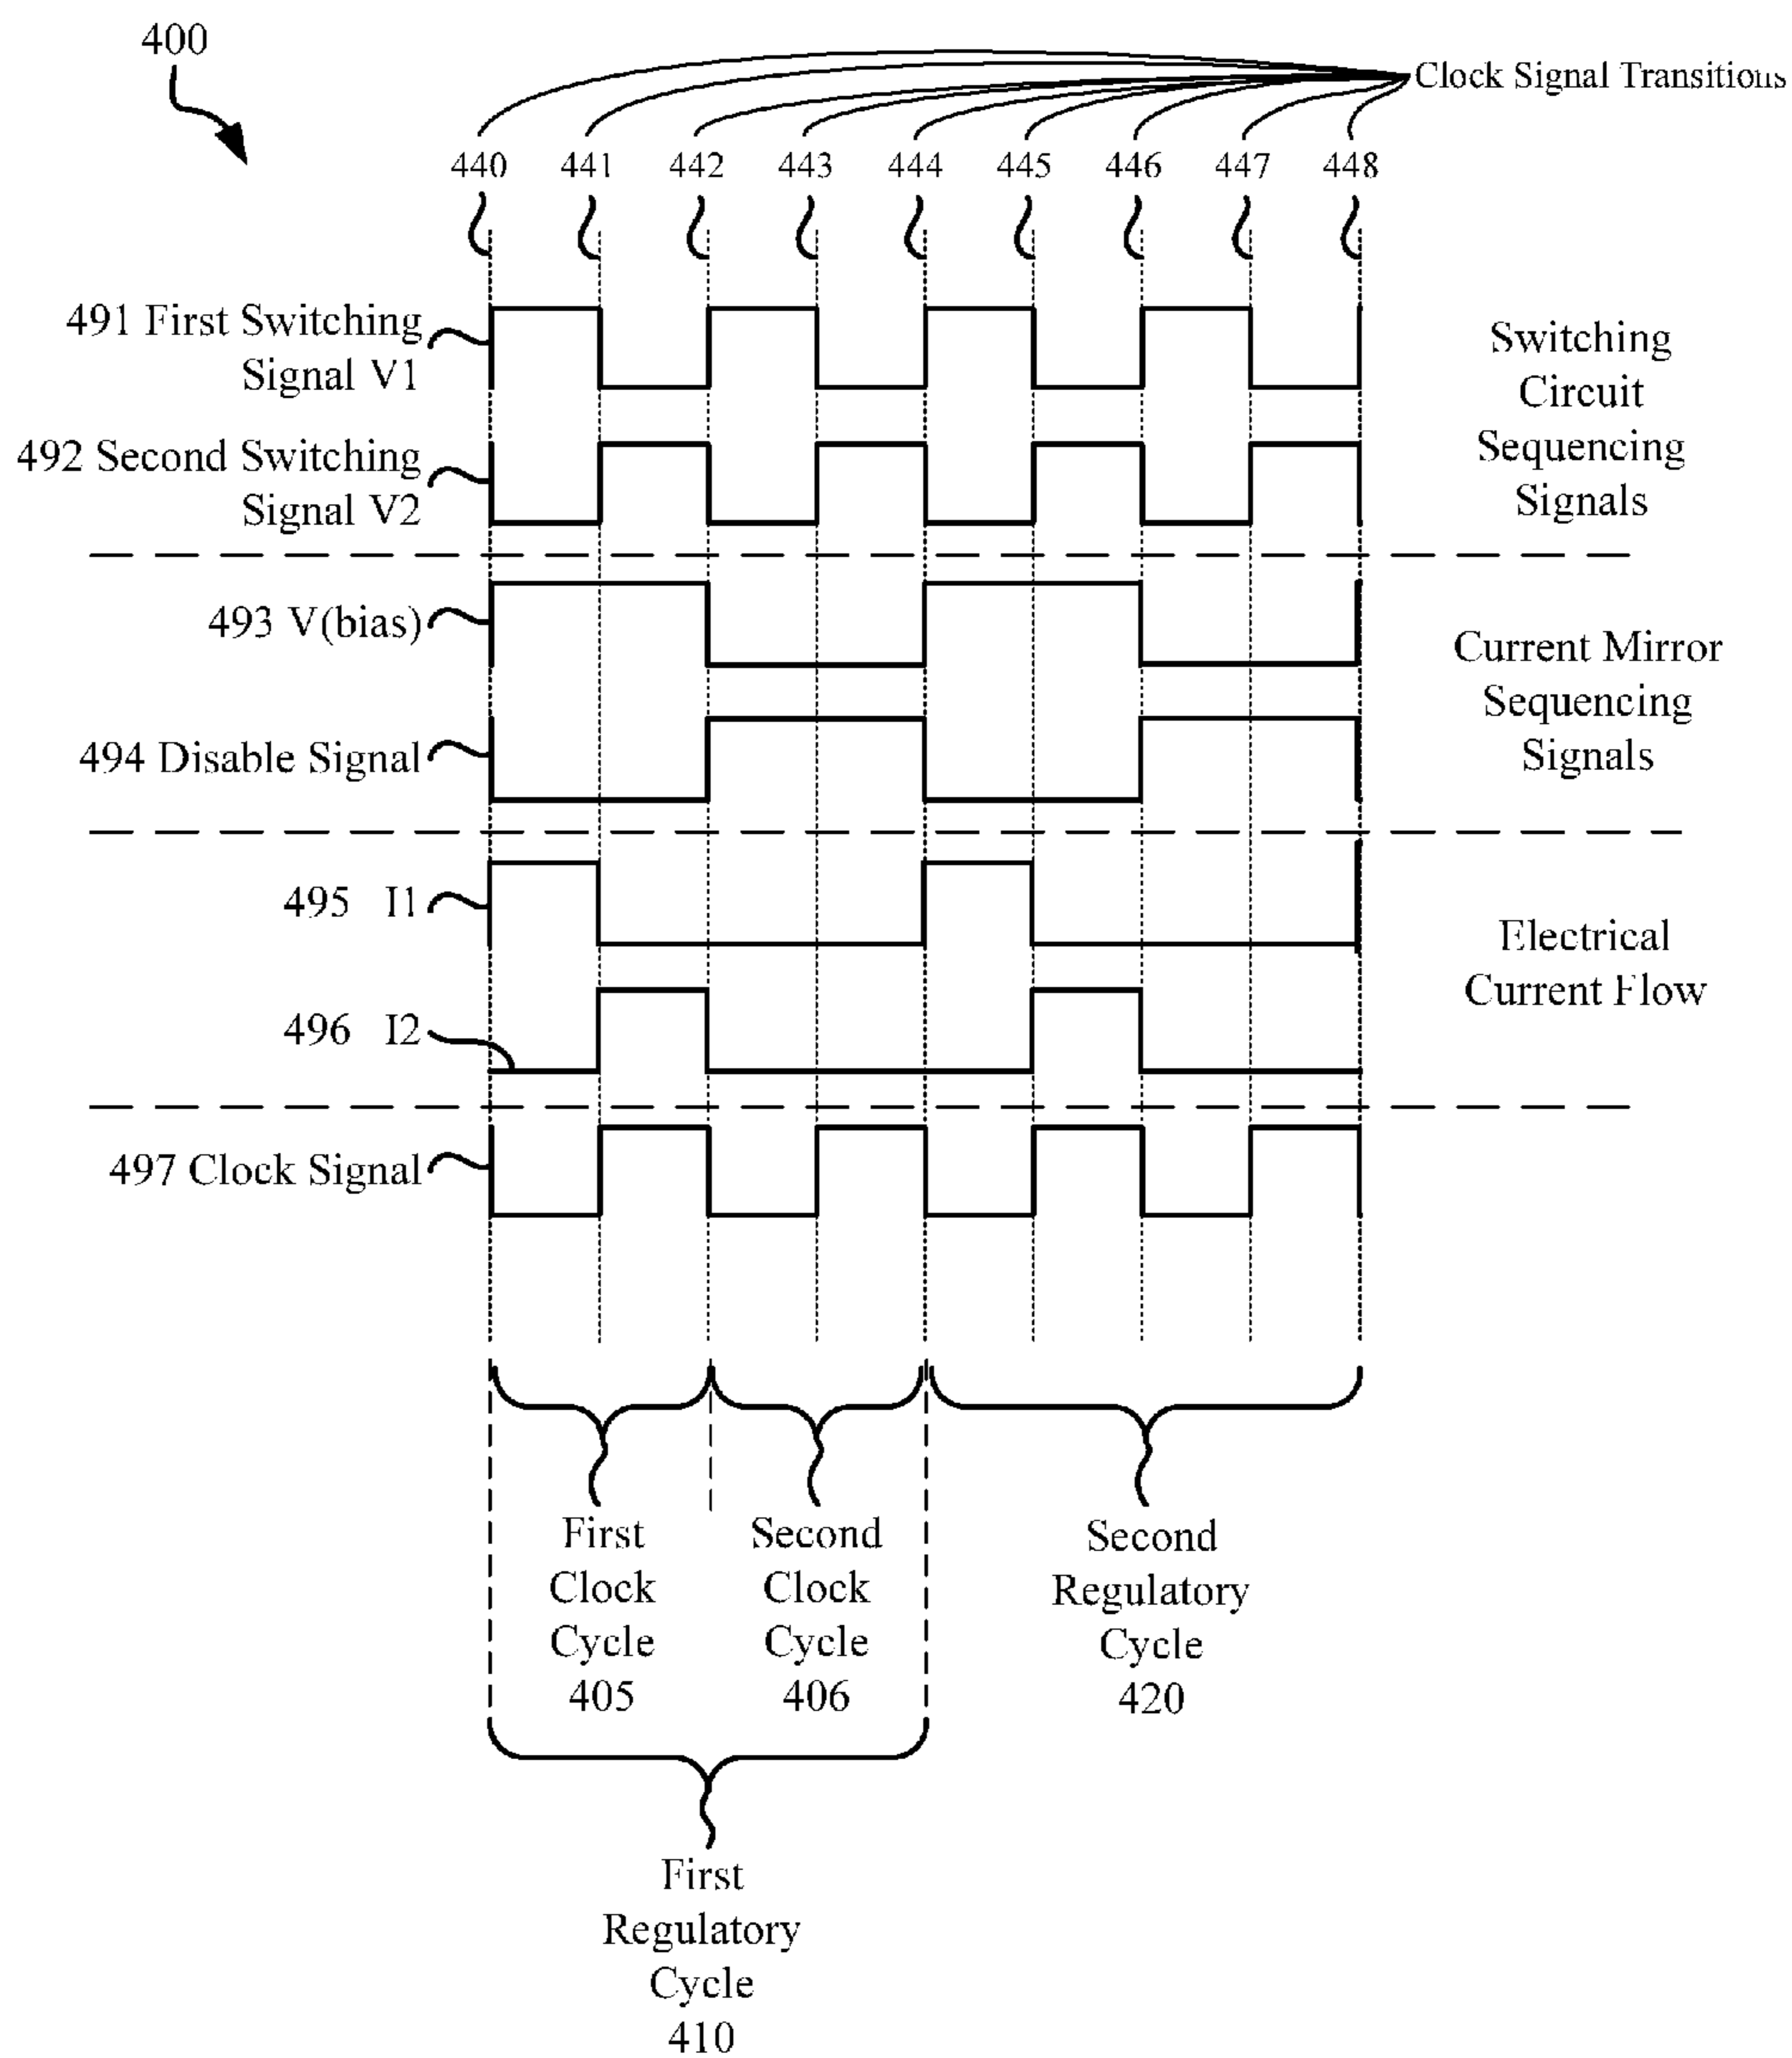 400
Clock Signal Transitions
440 441 442 443 444 445 446 447 448
491 First Switching
Signal V1
Switching
Circuit
Sequencing
Signals
492 Second Switching
Signal V2
493 V(bias)
Current Mirror
Sequencing
Signals
494 Disable Signal
495 I1
Electrical
Current Flow
496 I2
497 Clock Signal
First
Clock
Cycle
405
Second
Clock
Cycle
406
Second
Regulatory
Cycle
420
First
Regulatory
Cycle
410